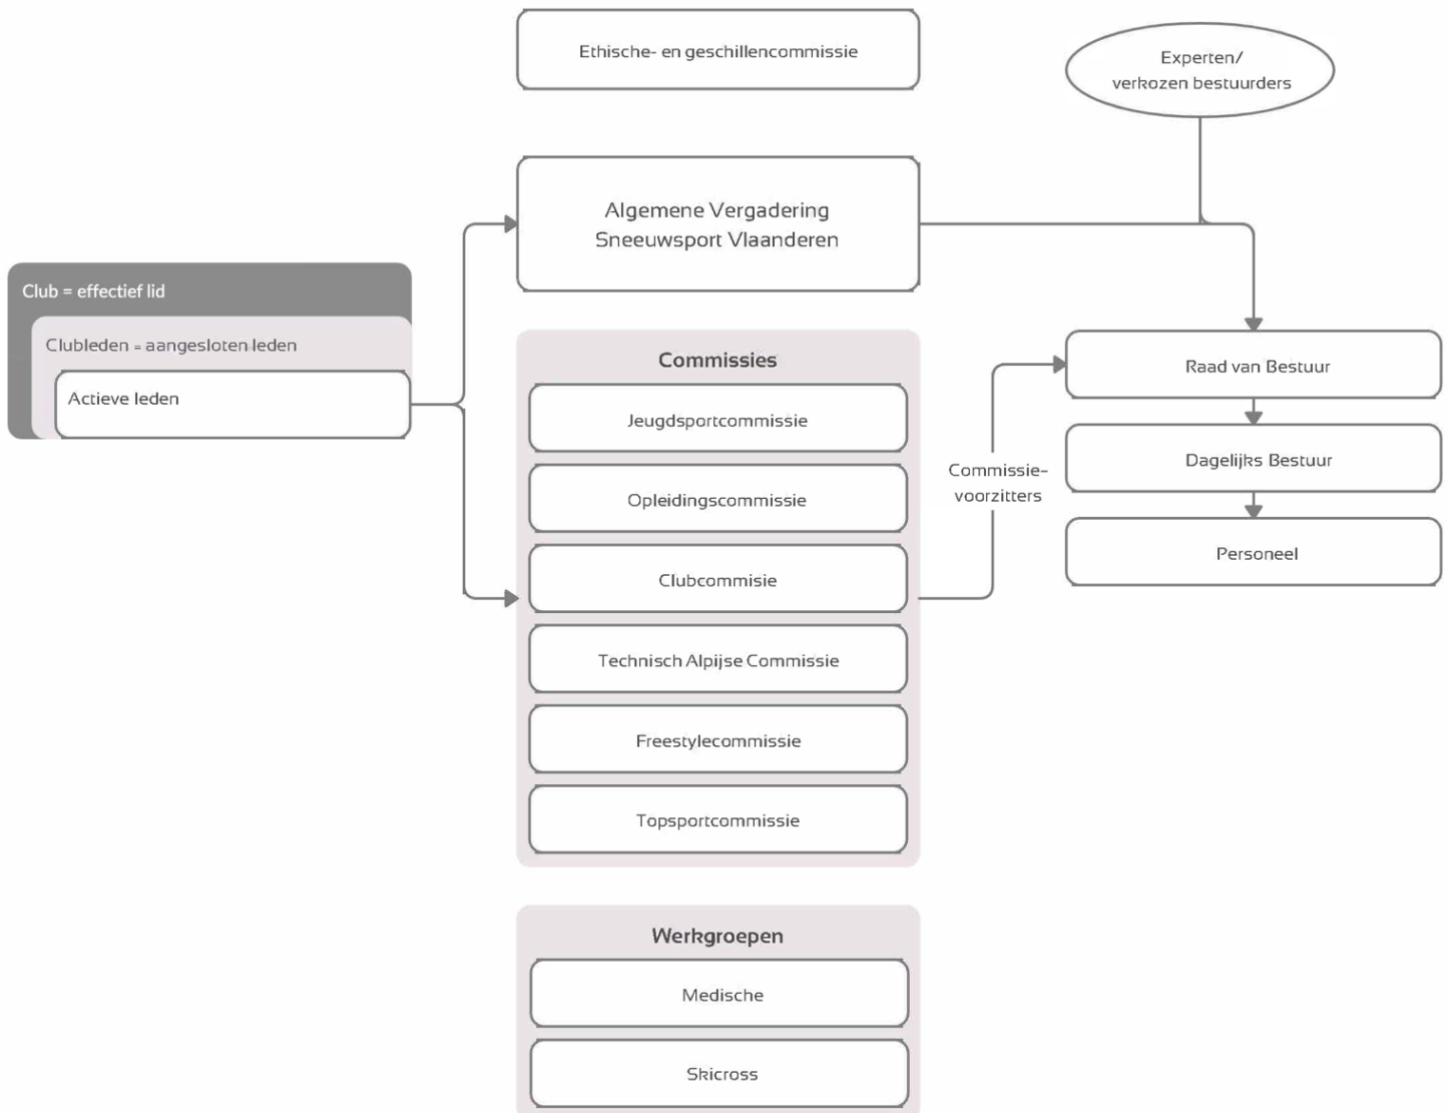 Ethische- en geschillencommissie
Experten/
verkozen bestuurders
Algemene Vergadering
Sneeuwsport Vlaanderen
Club = effectief lid
Clubleden = aangesloten leden
Actieve leden
Commissies
Jeugdsportcommissie
Opleidingscommissie
Clubcommisie
Technisch Alpijse Commissie
Freestylecommissie
Topsportcommissie
Commissie-
voorzitters
Raad van Bestuur
Dagelijks Bestuur
Personeel
Werkgroepen
Medische
Skicross